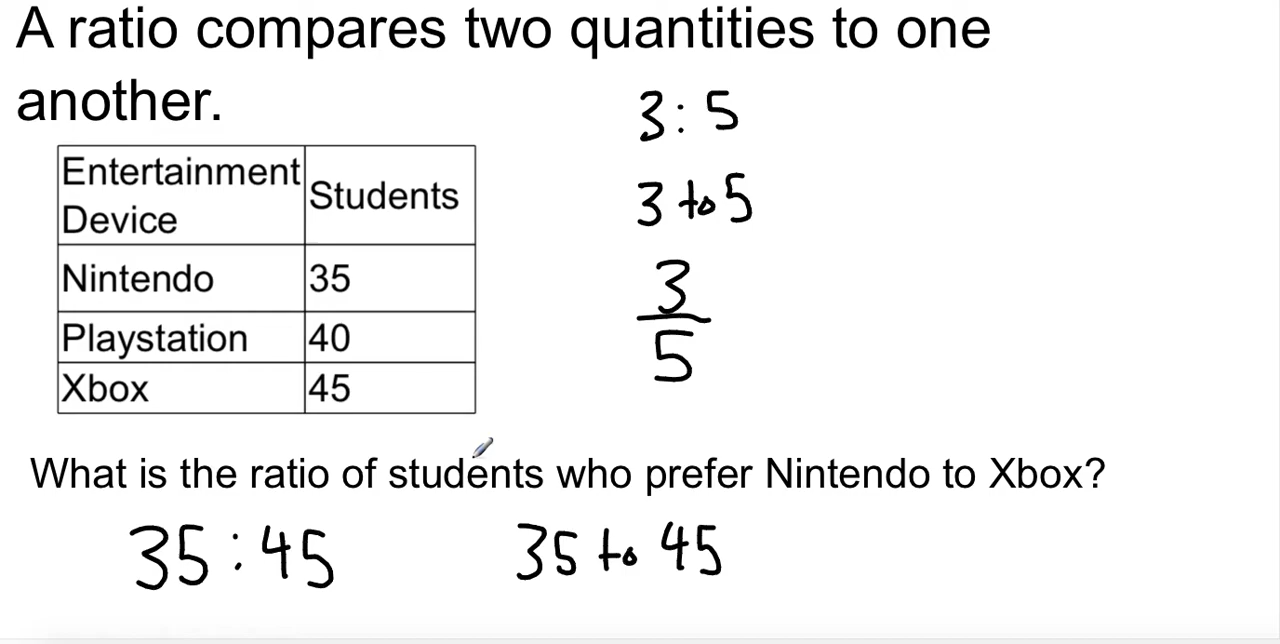 A ratio compares two quantities to one
another.
3:5
3 to 5
3
5
Entertainment Device Students
Nintendo 35
Playstation 40
Xbox 45
What is the ratio of students who prefer Nintendo to Xbox?
35:45 35 to 45